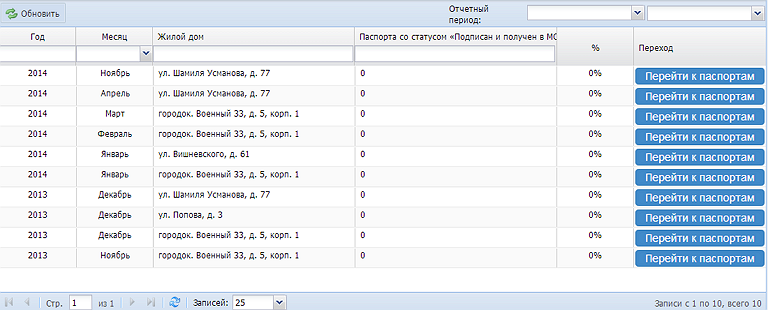 Обновить
Отчетный
период:
Год Месяц Жилой дом Паспорта со статусом «Подписан и получен в % Переход
2014 Ноябрь ул. Шамиля Усманова, д. 77 0 0% Перейти к паспортам
2014 Апрель ул. Шамиля Усманова, д. 77 0 0% Перейти к паспортам
2014 Март городок. Военный 33, д. 5, корп. 1 0 0% Перейти к паспортам
2014 Февраль городок. Военный 33, д. 5, корп. 1 0 0% Перейти к паспортам
2014 Январь ул. Вишневского, д. 61 0 0% Перейти к паспортам
2014 Январь городок. Военный 33, д. 5, корп. 1 0 0% Перейти к паспортам
2013 Декабрь ул. Шамиля Усманова, д. 77 0 0% Перейти к паспортам
2013 Декабрь ул. Попова, д. 3 0 0% Перейти к паспортам
2013 Декабрь городок. Военный 33, д. 5, корп. 1 0 0% Перейти к паспортам
2013 Ноябрь городок. Военный 33, д. 5, корп. 1 0 0% Перейти к паспортам
Стр. 1 из 1 Записей: 25 Записи с 1 по 10, всего 10